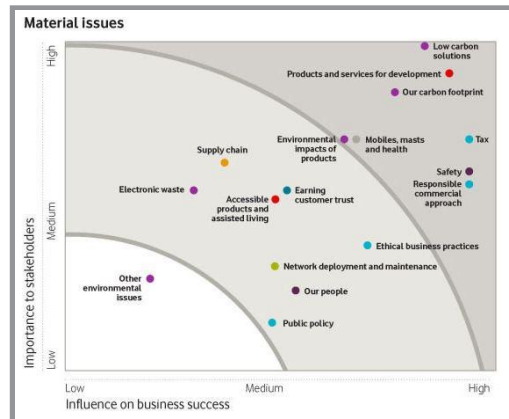 Material issues
Importance to stakeholders
High
Medium
Low
Low carbon
solutions
Products and services for development
Our carbon footprint
Environmental
impacts of
products
Mobiles, masts
and health
Tax
Supply chain
Safety
Responsible
commercial
approach
Electronic waste
Accessible
products and
assisted living
Earning
customer trust
Ethical business practices
Network deployment and maintenance
Other
environmental
issues
Our people
Public policy
Low
Medium
High
Influence on business success